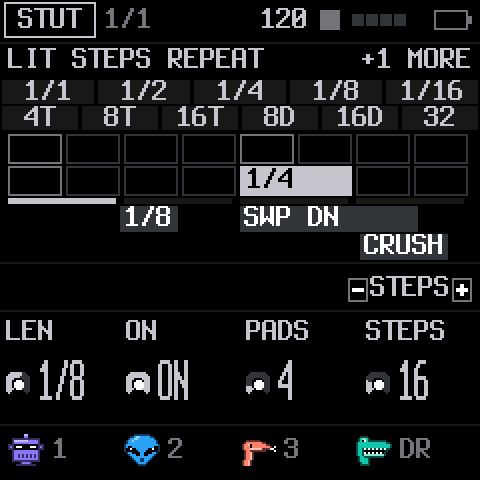 STUT 1/1 120
LIT STEPS REPEAT +1 MORE
1/1 1/2 1/4 1/8 1/16
4T 8T 16T 8D 16D 32
1/4
1/8 SWP DN
CRUSH
-STEPS+
LEN ON PADS STEPS
1/8 ON 4 16
1 2 3 DR